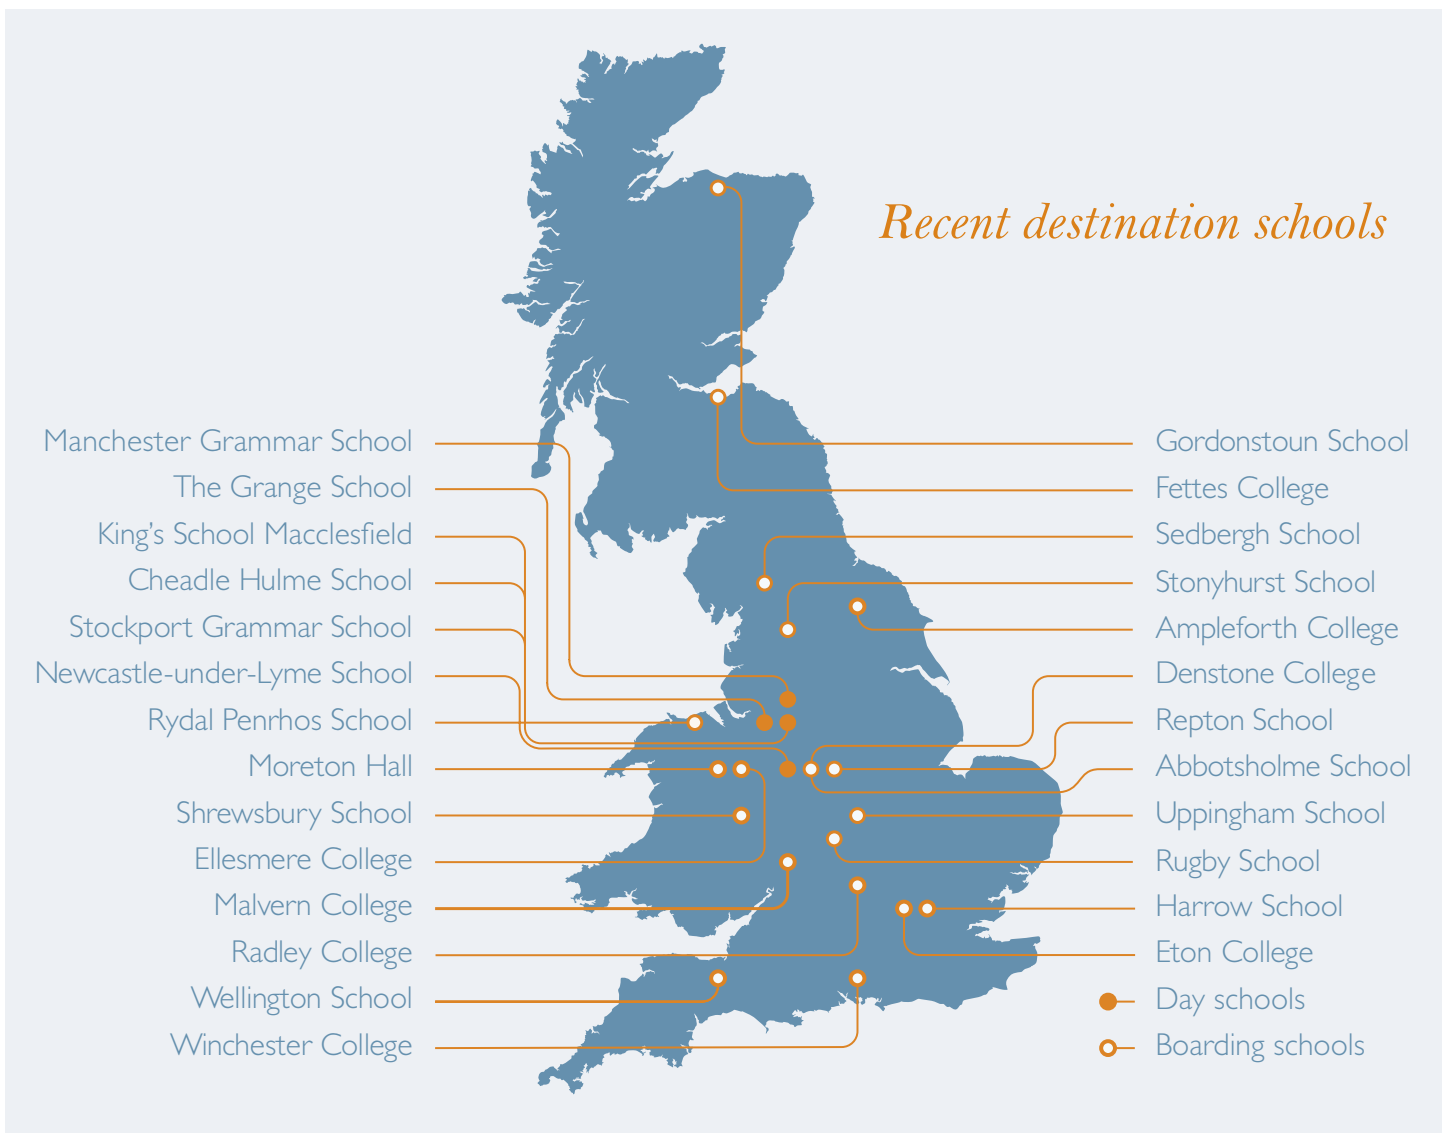 Recent destination schools
Manchester Grammar School
The Grange School
King's School Macclesfield
Cheadle Hulme School
Stockport Grammar School
Newcastle-under-Lyme School
Rydal Penrhos School
Moreton Hall
Shrewsbury School
Ellesmere College
Malvern College
Radley College
Wellington School
Winchester College
Gordonstoun School
Fettes College
Sedbergh School
Stonyhurst School
Ampleforth College
Denstone College
Repton School
Abbotsholme School
Uppingham School
Rugby School
Harrow School
Eton College
Day schools
Boarding schools